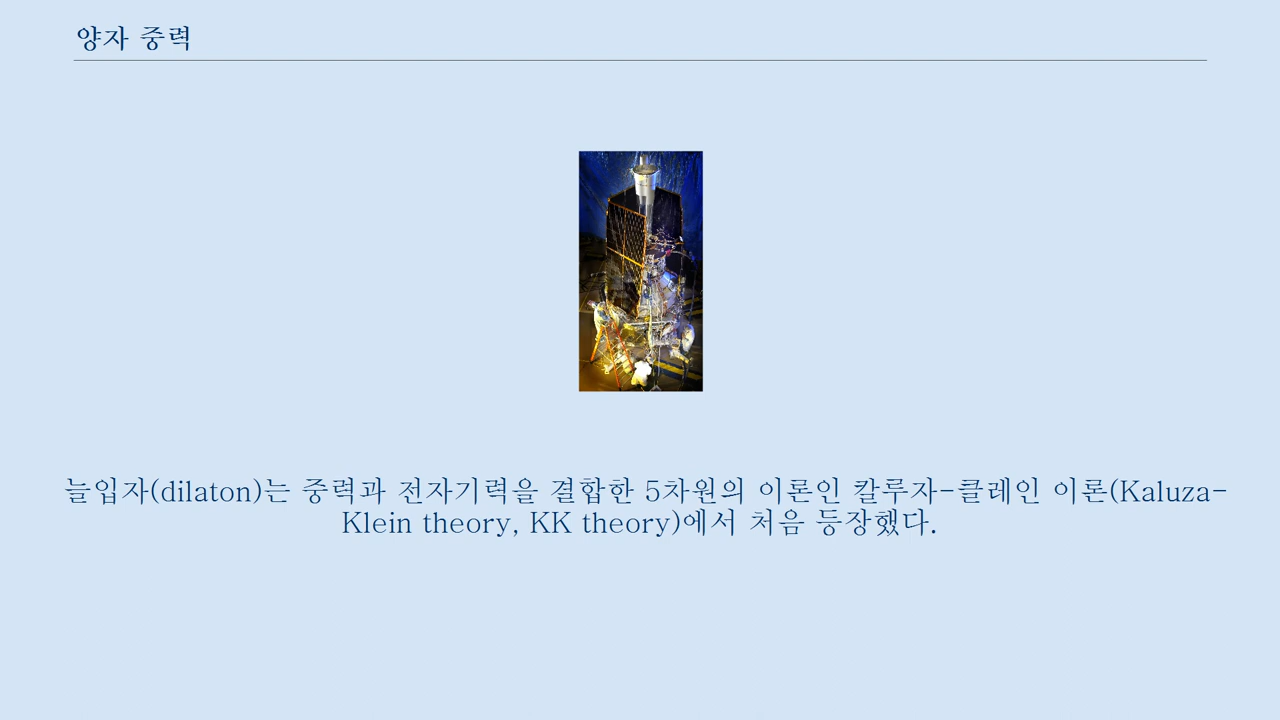 양자 중력
늘입자(dilaton)는 중력과 전자기력을 결합한 5차원의 이론인 칼루자-클레인 이론(Kaluza-
Klein theory, KK theory)에서 처음 등장했다.